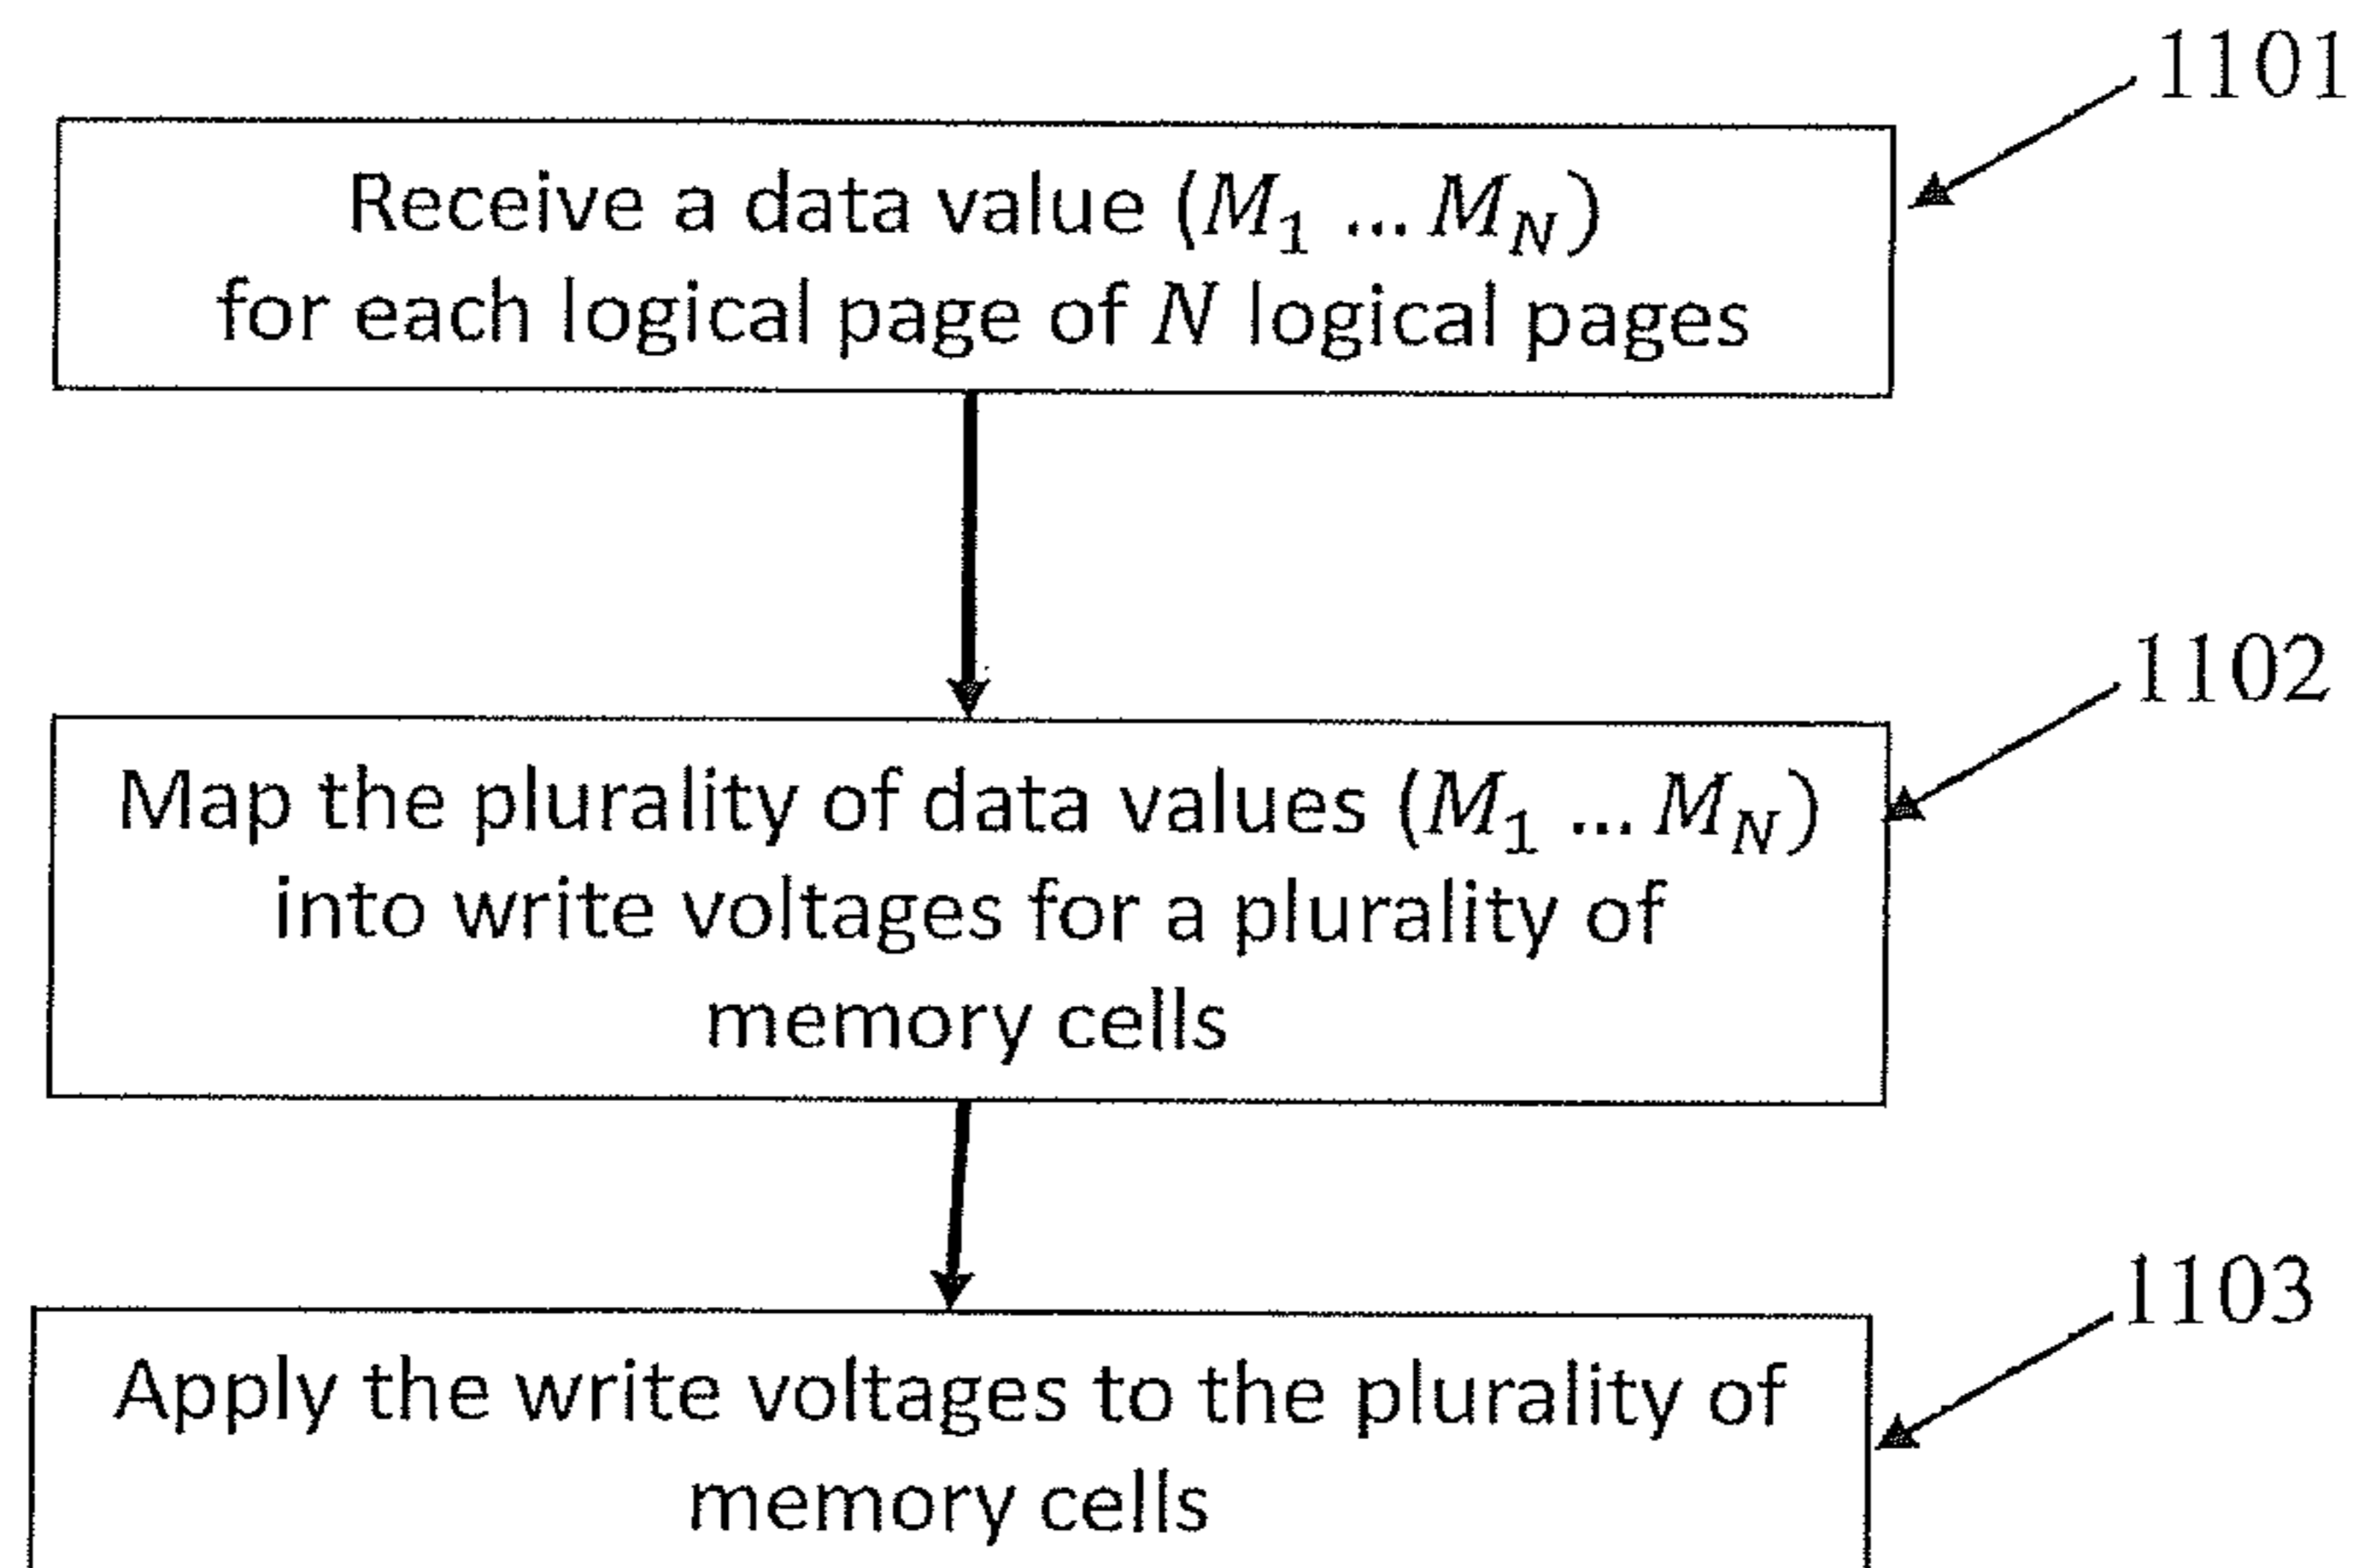 1101
Receive a data value (M₁ ... M_N)
for each logical page of N logical pages
1102
Map the plurality of data values (M₁ ... M_N)
into write voltages for a plurality of
memory cells
1103
Apply the write voltages to the plurality of
memory cells